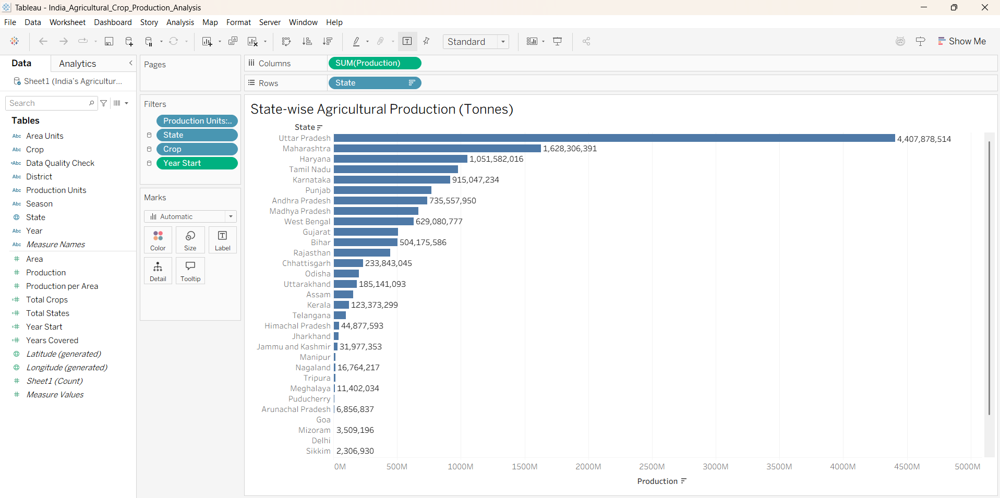 Tableau - India_Agricultural_Crop_Production_Analysis
File Data Worksheet Dashboard Story Analysis Map Format Server Window Help
Standard
Show Me
Data Analytics
Sheet1 (India's Agricultur...
Search
Tables
Abc Area Units
Abc Crop
=Abc Data Quality Check
Abc District
Abc Production Units
Abc Season
State
Abc Year
Abc Measure Names
# Area
# Production
# Production per Area
=# Total Crops
=# Total States
=# Year Start
=# Years Covered
Latitude (generated)
Longitude (generated)
# Sheet1 (Count)
# Measure Values
Pages
Filters
Production Units:..
State
Crop
Year Start
Marks
Automatic
Color Size Label
Detail Tooltip
Columns SUM(Production)
Rows State
State-wise Agricultural Production (Tonnes)
State
Uttar Pradesh 4,407,878,514
Maharashtra 1,628,306,391
Haryana 1,051,582,016
Tamil Nadu
Karnataka 915,047,234
Punjab
Andhra Pradesh 735,557,950
Madhya Pradesh
West Bengal 629,080,777
Gujarat
Bihar 504,175,586
Rajasthan
Chhattisgarh 233,843,045
Odisha
Uttarakhand 185,141,093
Assam
Kerala 123,373,299
Telangana
Himachal Pradesh 44,877,593
Jharkhand
Jammu and Kashmir 31,977,353
Manipur
Nagaland 16,764,217
Tripura
Meghalaya 11,402,034
Puducherry
Arunachal Pradesh 6,856,837
Goa
Mizoram 3,509,196
Delhi
Sikkim 2,306,930
0M 500M 1000M 1500M 2000M 2500M 3000M 3500M 4000M 4500M 5000M
Production